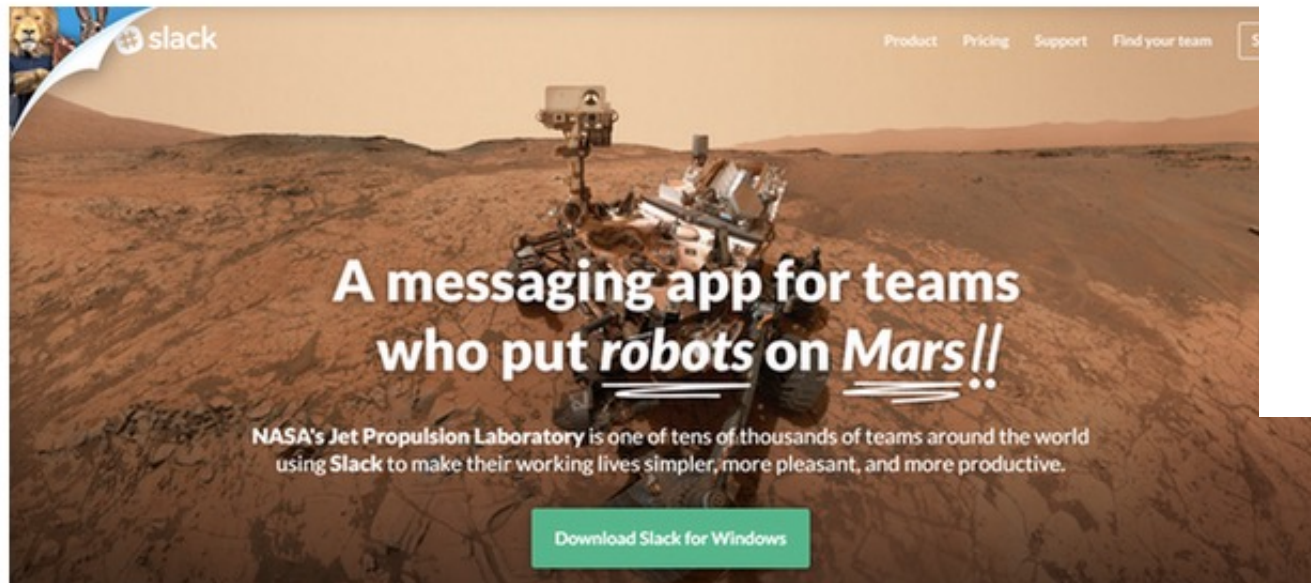 slack
Product Pricing Support Find your team
A messaging app for teams
who put robots on Mars!!
NASA's Jet Propulsion Laboratory is one of tens of thousands of teams around the world
using Slack to make their working lives simpler, more pleasant, and more productive.
Download Slack for Windows